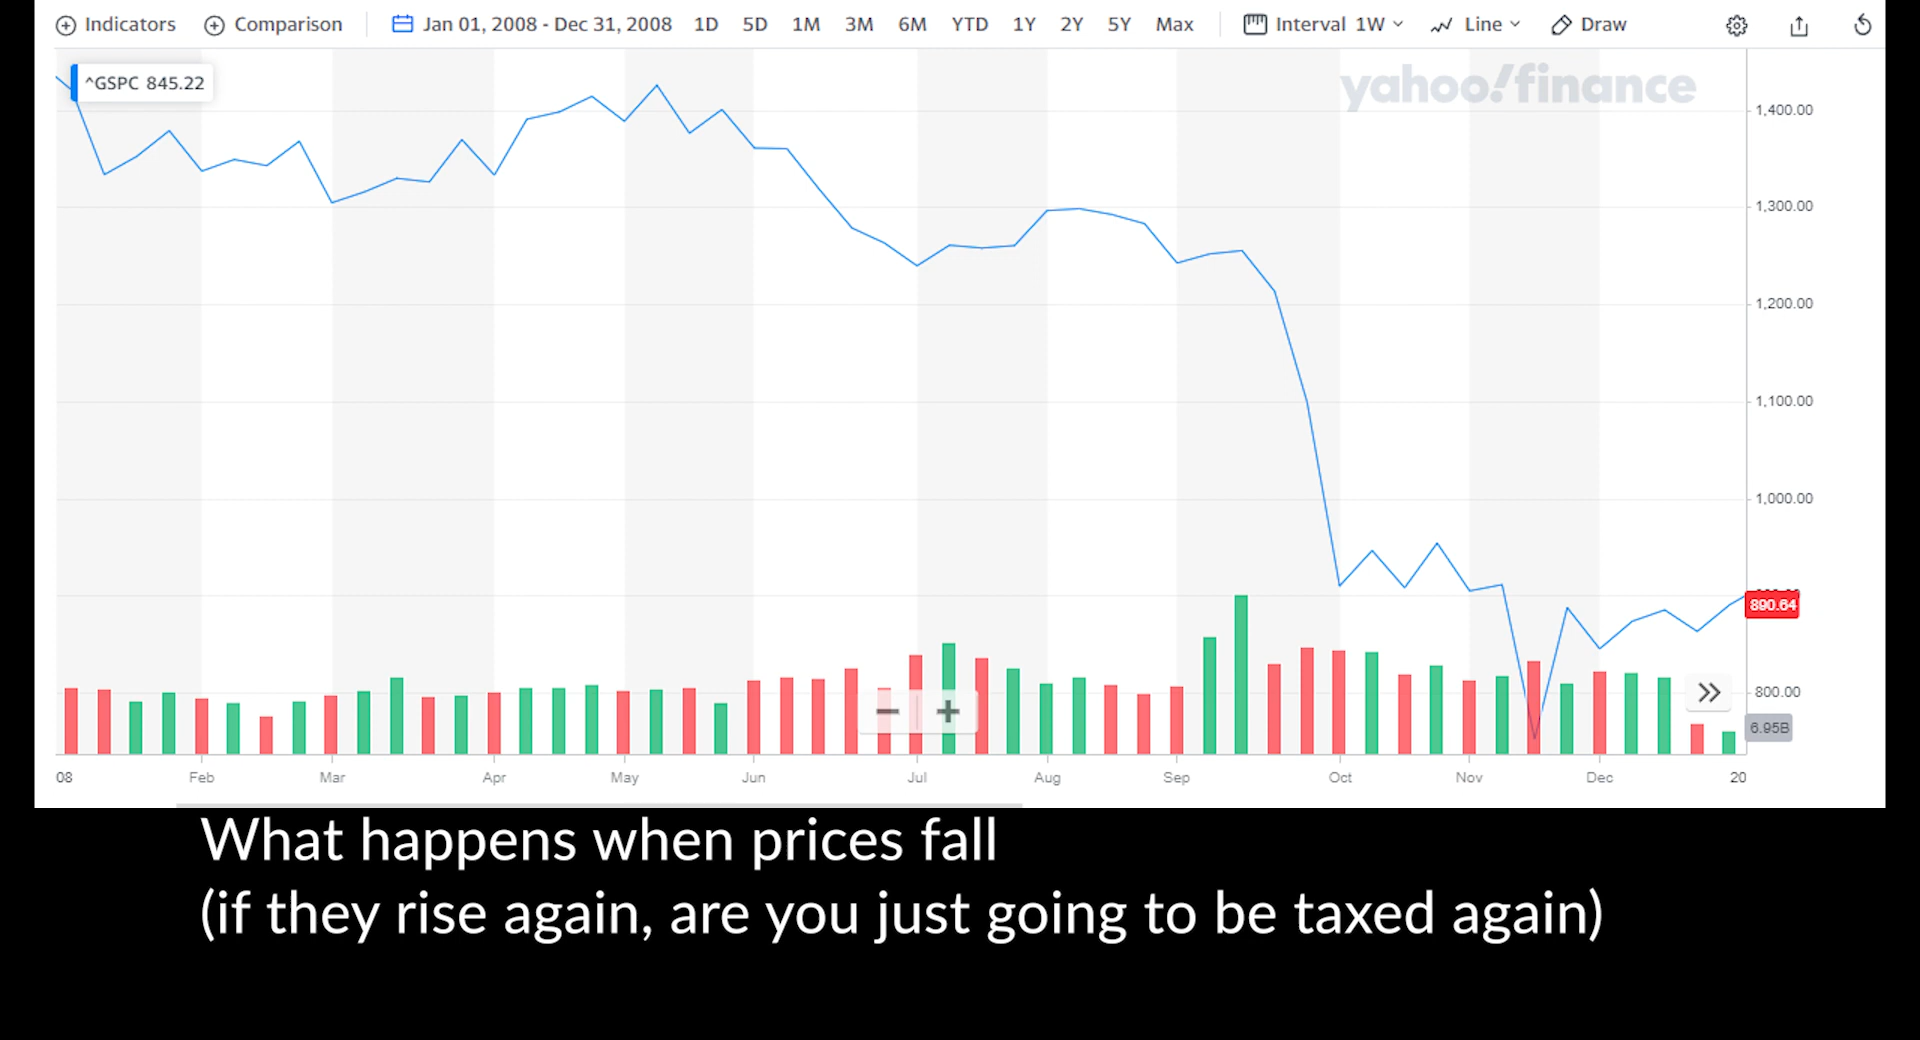 Indicators Comparison Jan 01, 2008 - Dec 31, 2008 1D 5D 1M 3M 6M YTD 1Y 2Y 5Y Max Interval 1W Line Draw
^GSPC 845.22
yahoo!finance
1,400.00
1,300.00
1,200.00
1,100.00
1,000.00
890.64
800.00
6.95B
08 Feb Mar Apr May Jun Jul Aug Sep Oct Nov Dec 20
What happens when prices fall
(if they rise again, are you just going to be taxed again)